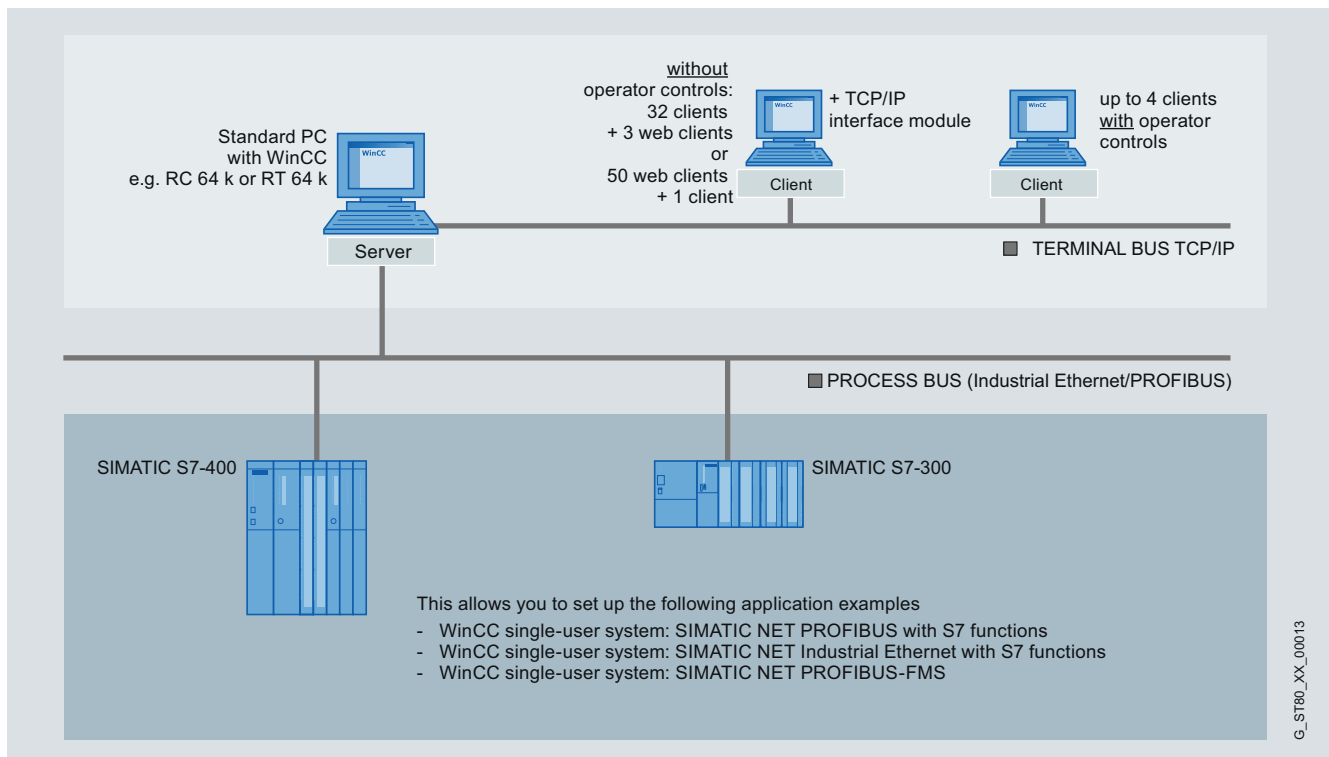 without
operator controls:
32 clients
+ 3 web clients
or
50 web clients
+ 1 client
WinCC
+ TCP/IP
interface module
Client
WinCC
up to 4 clients
with operator
controls
Client
Standard PC
with WinCC
e.g. RC 64 k or RT 64 k
WinCC
Server
TERMINAL BUS TCP/IP
PROCESS BUS (Industrial Ethernet/PROFIBUS)
SIMATIC S7-400
SIMATIC S7-300
This allows you to set up the following application examples
- WinCC single-user system: SIMATIC NET PROFIBUS with S7 functions
- WinCC single-user system: SIMATIC NET Industrial Ethernet with S7 functions
- WinCC single-user system: SIMATIC NET PROFIBUS-FMS
G_ST80_XX_00013